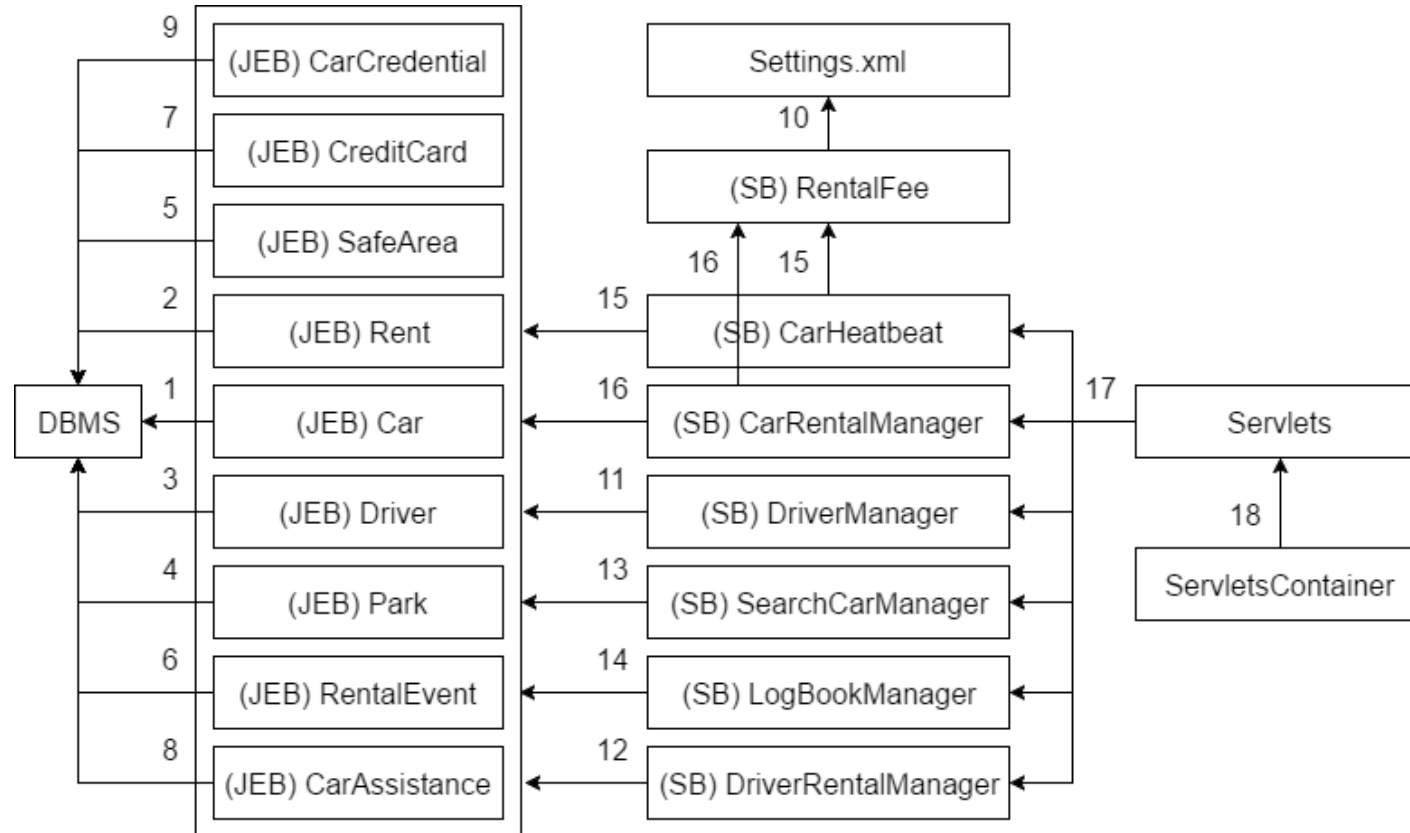 9
(JEB) CarCredential
Settings.xml
7
10
(JEB) CreditCard
(SB) RentalFee
5
(JEB) SafeArea
16
15
2
15
(JEB) Rent
(SB) CarHeatbeat
1
16
17
DBMS
(JEB) Car
(SB) CarRentalManager
Servlets
3
11
(JEB) Driver
(SB) DriverManager
18
4
13
(JEB) Park
(SB) SearchCarManager
ServletsContainer
6
14
(JEB) RentalEvent
(SB) LogBookManager
8
12
(JEB) CarAssistance
(SB) DriverRentalManager